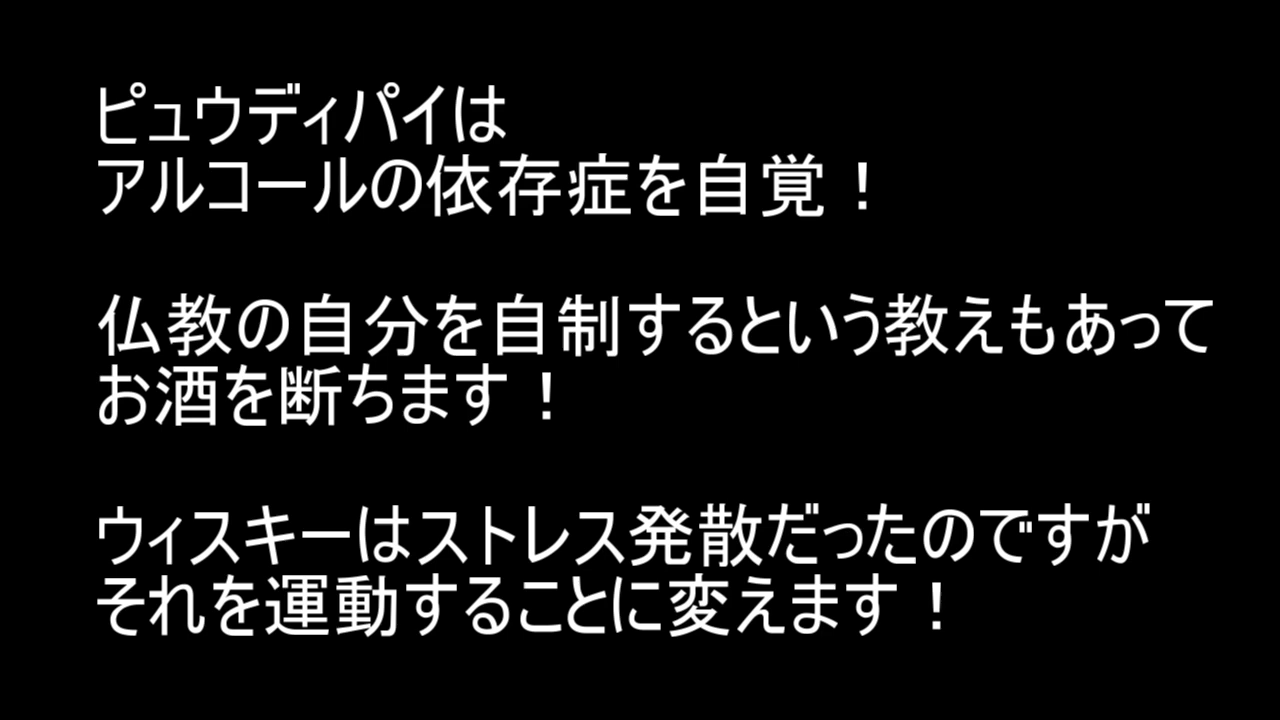 ピュウディパイは
アルコールの依存症を自覚！
仏教の自分を自制するという教えもあって
お酒を断ちます！
ウィスキーはストレス発散だったのですが
それを運動することに変えます！